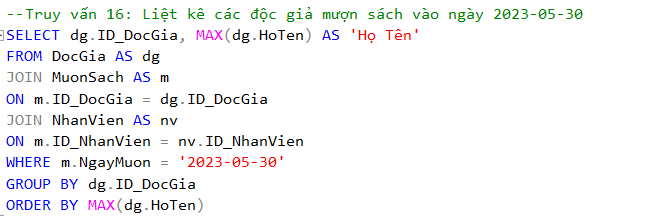 --Truy vấn 16: Liệt kê các độc giả mượn sách vào ngày 2023-05-30
SELECT dg.ID_DocGia, MAX(dg.HoTen) AS 'Họ Tên'
FROM DocGia AS dg
JOIN MuonSach AS m
ON m.ID_DocGia = dg.ID_DocGia
JOIN NhanVien AS nv
ON m.ID_NhanVien = nv.ID_NhanVien
WHERE m.NgayMuon = '2023-05-30'
GROUP BY dg.ID_DocGia
ORDER BY MAX(dg.HoTen)